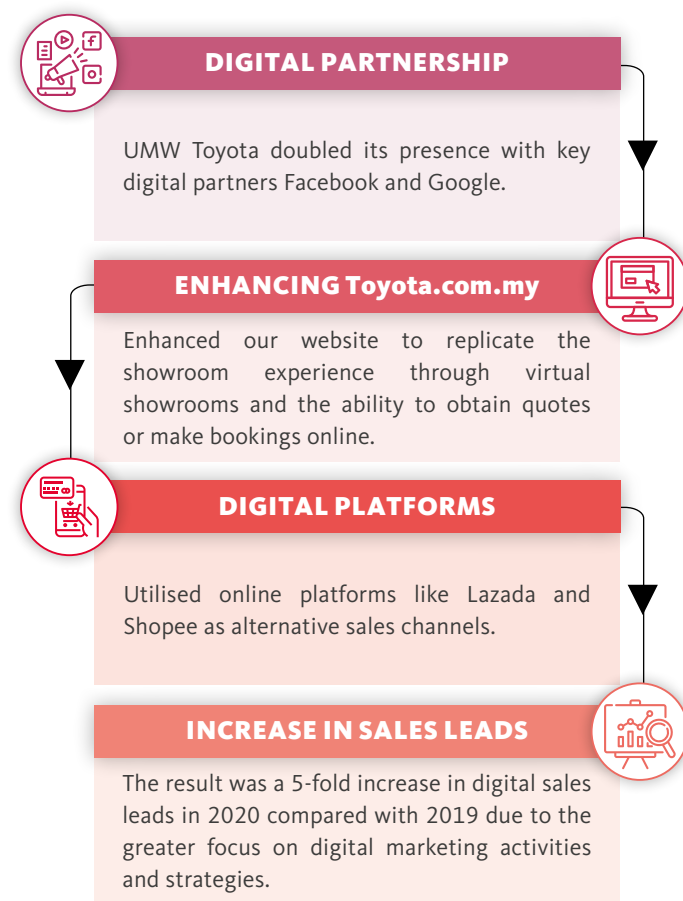 DIGITAL PARTNERSHIP
UMW Toyota doubled its presence with key
digital partners Facebook and Google.
ENHANCING Toyota.com.my
Enhanced our website to replicate the
showroom experience through virtual
showrooms and the ability to obtain quotes
or make bookings online.
DIGITAL PLATFORMS
Utilised online platforms like Lazada and
Shopee as alternative sales channels.
INCREASE IN SALES LEADS
The result was a 5-fold increase in digital sales
leads in 2020 compared with 2019 due to the
greater focus on digital marketing activities
and strategies.